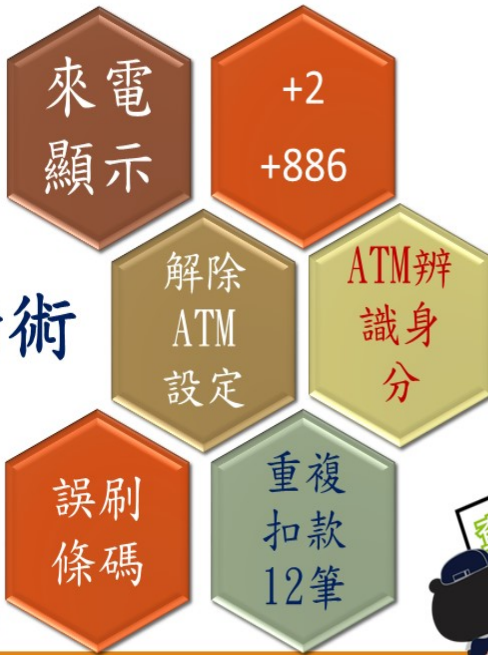 來電
顯示
+2
+886
解除
ATM
設定
ATM辨
識身
分
術
誤刷
條碼
重複
扣款
12筆